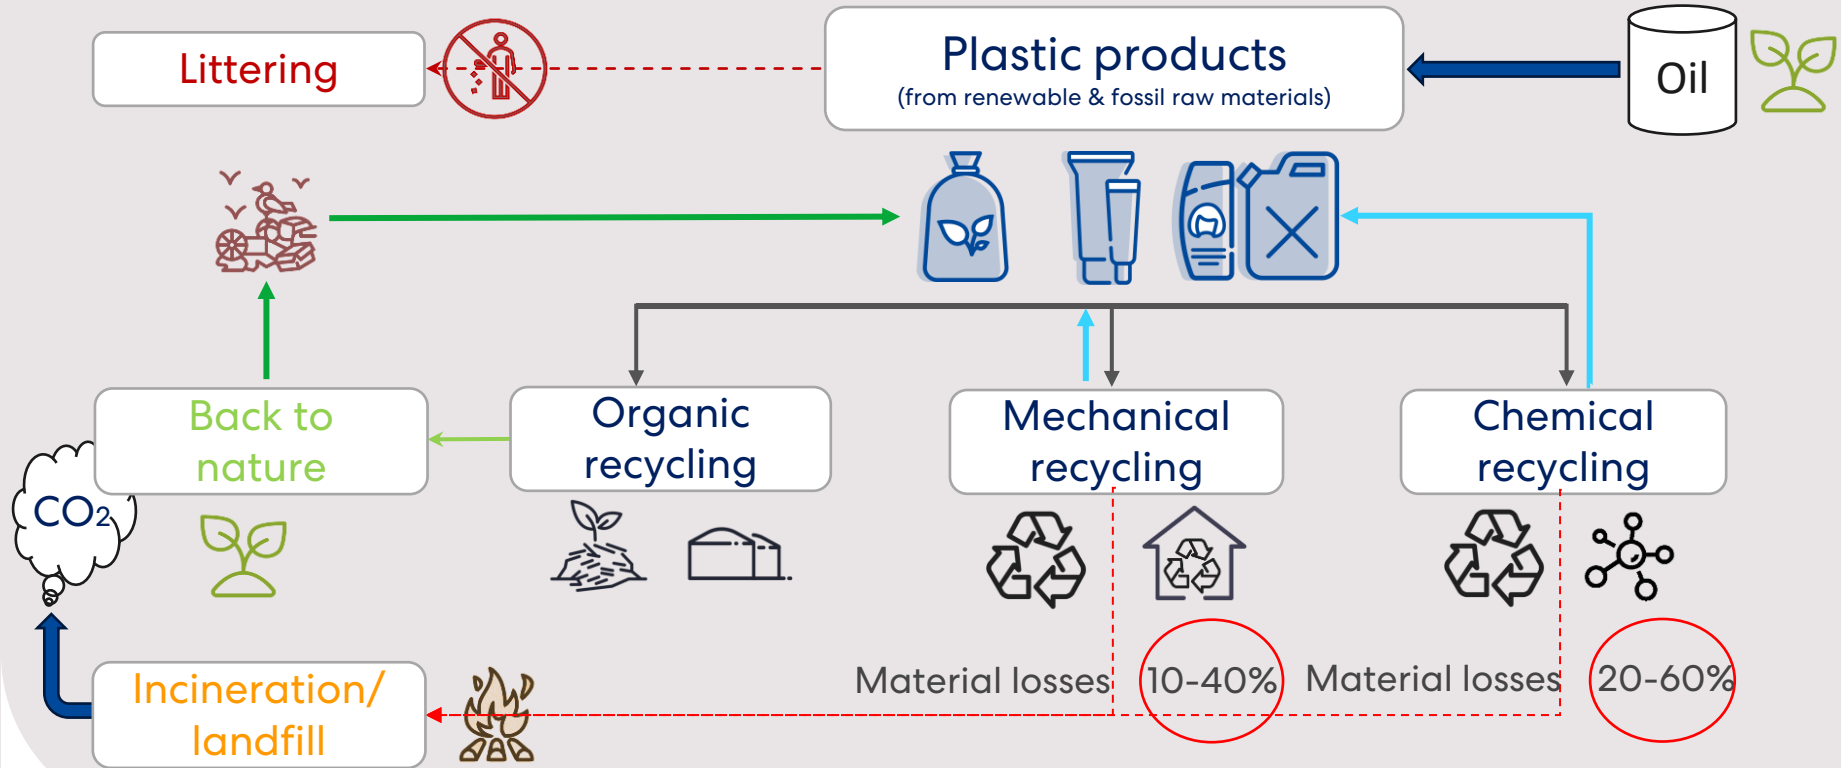 Littering
Plastic products
(from renewable & fossil raw materials)
Oil
Back to
nature
Organic
recycling
Mechanical
recycling
Chemical
recycling
CO2
Incineration/
landfill
Material losses
10-40%
Material losses
20-60%